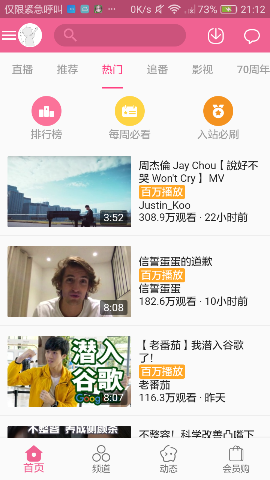 仅限紧急呼叫 0K/s 73% 21:12
直播 推荐 热门 追番 影视 70周年
排行榜 每周必看 入站必刷
周杰倫 Jay Chou【說好不
哭 Won't Cry】 MV
百万播放
Justin_Koo
308.9万观看 · 22小时前
3:52
信誓蛋蛋的道歉
百万播放
信誓蛋蛋
182.6万观看 · 10小时前
8:08
【老番茄】我潜入谷歌
了!
百万播放
老番茄
116.3万观看 · 昨天
潜入
谷歌
Goog
8:07
不整容!科学改善凸嘴下
首页 频道 动态 会员购